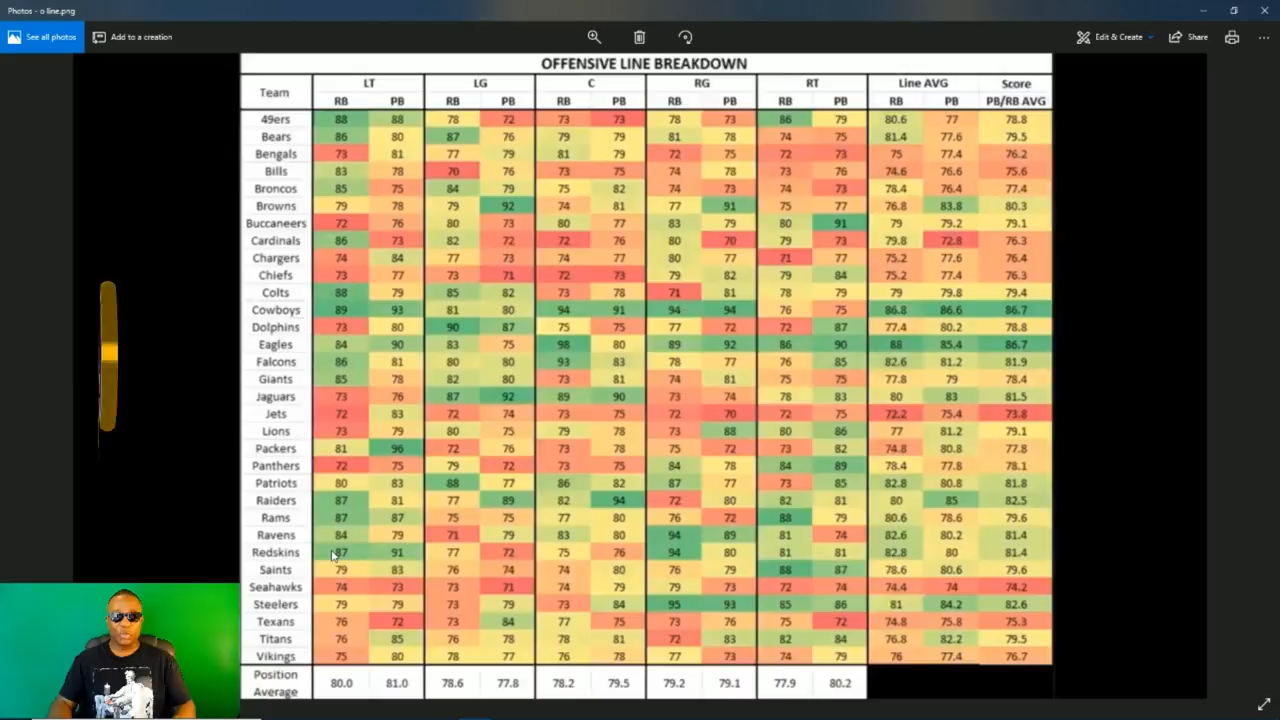 Photos - o line.png
See all photos Add to a creation Edit & Create Share
OFFENSIVE LINE BREAKDOWN
Team LT LG C RG RT Line AVG Score
RB PB RB PB RB PB RB PB RB PB RB PB PB/RB AVG
49ers 88 88 78 72 73 73 78 73 86 79 80.6 77 78.8
Bears 86 80 87 76 79 79 81 78 74 75 81.4 77.6 79.5
Bengals 73 81 77 79 81 79 72 75 72 73 75 77.4 76.2
Bills 83 78 70 76 73 75 74 78 73 76 74.6 76.6 75.6
Broncos 85 75 84 79 75 82 74 73 74 73 78.4 76.4 77.4
Browns 79 78 79 92 74 81 77 91 75 77 76.8 83.8 80.3
Buccaneers 72 76 80 73 80 77 83 79 80 91 79 79.2 79.1
Cardinals 86 73 82 72 72 76 80 70 79 73 79.8 72.8 76.3
Chargers 74 84 77 73 74 77 80 77 71 77 75.2 77.6 76.4
Chiefs 73 77 73 71 72 73 79 82 79 84 75.2 77.4 76.3
Colts 88 79 85 82 73 78 71 81 78 79 79 79.8 79.4
Cowboys 89 93 81 80 94 91 94 94 76 75 86.8 86.6 86.7
Dolphins 73 80 90 87 75 75 77 72 72 87 77.4 80.2 78.8
Eagles 84 90 83 75 98 80 89 92 86 90 88 85.4 86.7
Falcons 86 81 80 80 93 83 78 77 76 85 82.6 81.2 81.9
Giants 85 78 82 80 73 81 74 81 75 75 77.8 79 78.4
Jaguars 73 76 87 92 89 90 73 74 78 83 80 83 81.5
Jets 72 83 72 74 73 75 72 70 72 75 72.2 75.4 73.8
Lions 73 79 80 75 79 78 73 88 80 86 77 81.2 79.1
Packers 81 96 72 76 73 78 75 72 73 82 74.8 80.8 77.8
Panthers 72 75 79 72 73 75 84 78 84 89 78.4 77.8 78.1
Patriots 80 83 88 77 86 82 87 77 73 85 82.8 80.8 81.8
Raiders 87 81 77 89 82 94 72 80 82 81 80 85 82.5
Rams 87 87 75 75 77 80 76 72 88 79 80.6 78.6 79.6
Ravens 84 79 71 79 83 80 94 89 81 74 82.6 80.2 81.4
Redskins 87 91 77 72 75 76 94 80 81 81 82.8 80 81.4
Saints 79 83 76 74 74 80 76 79 88 87 78.6 80.6 79.6
Seahawks 74 73 73 71 74 79 79 73 72 74 74.4 74 74.2
Steelers 79 79 73 79 73 84 95 93 85 86 81 84.2 82.6
Texans 76 72 73 84 77 75 73 76 75 72 74.8 75.8 75.3
Titans 76 85 76 78 78 81 72 83 82 84 76.8 82.2 79.5
Vikings 75 80 78 77 76 78 77 73 74 79 76 77.4 76.7
Position Average 80.0 81.0 78.6 77.8 78.2 79.5 79.2 79.1 77.9 80.2